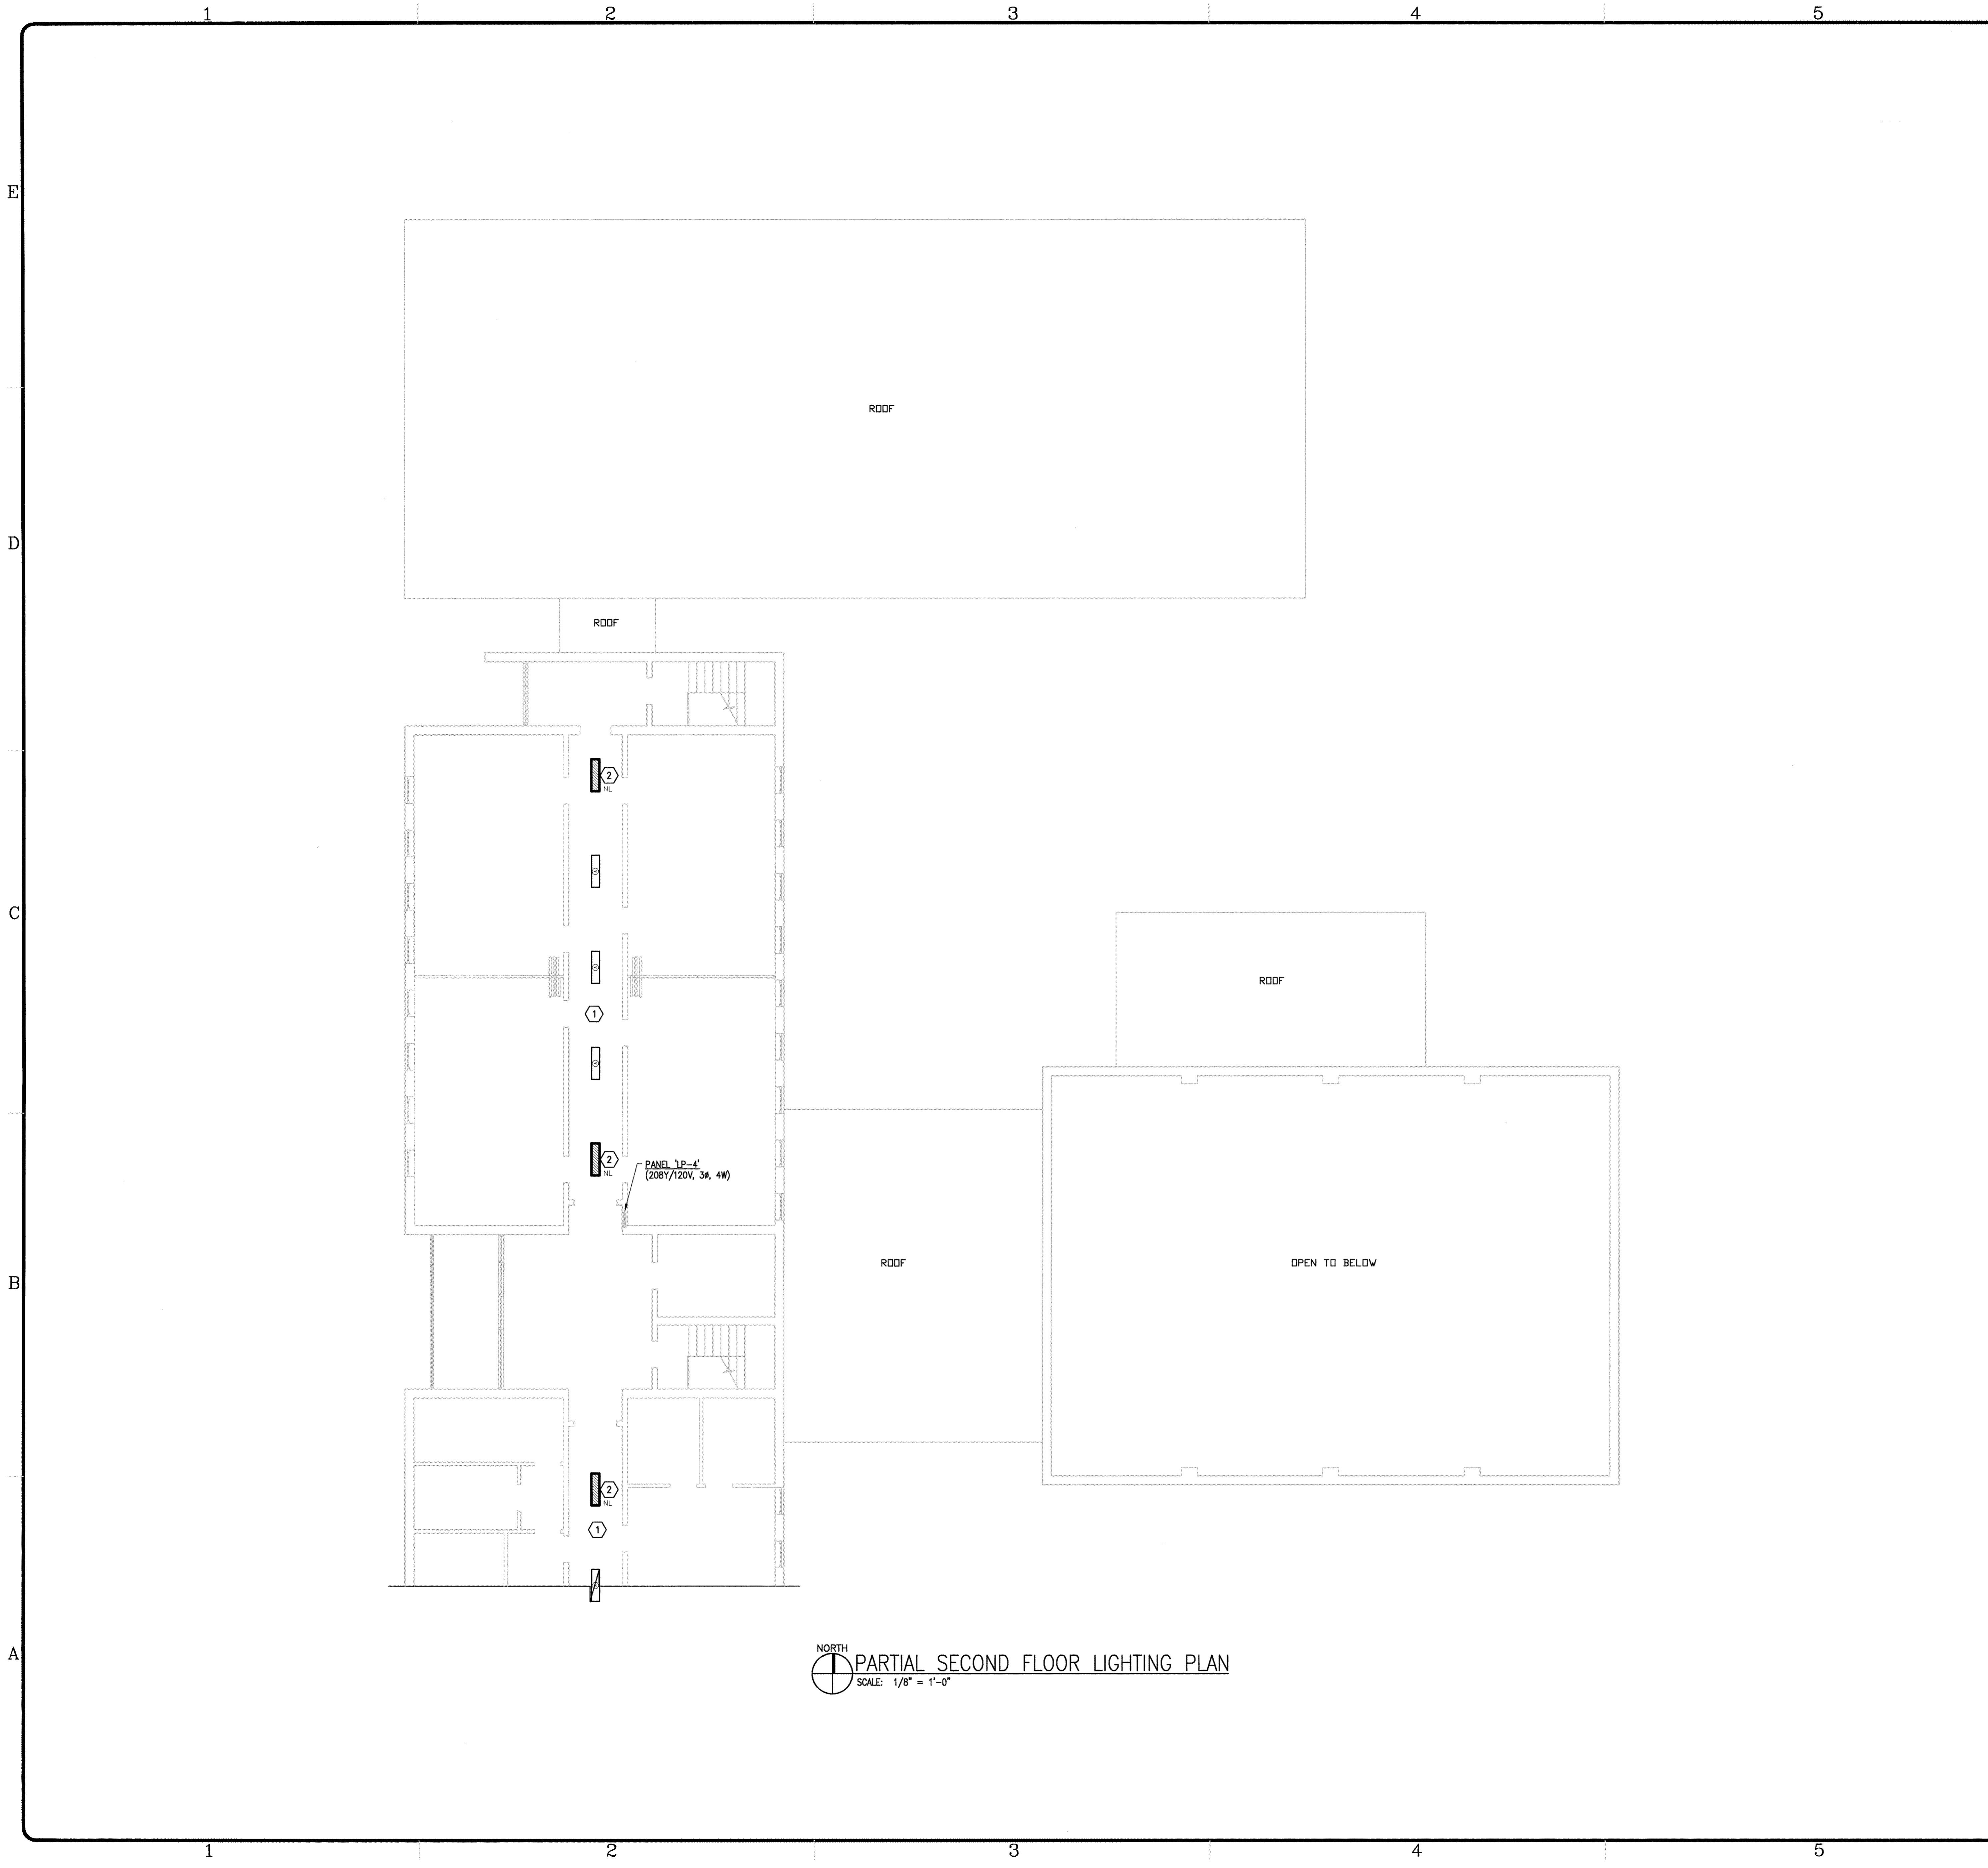 1 2 3 4 5
E
ROOF
D
ROOF
2
NL
C
ROOF
1
2
NL
PANEL 'LP-4'
(208Y/120V, 3ø, 4W)
B
ROOF
OPEN TO BELOW
2
NL
1
A
NORTH
PARTIAL SECOND FLOOR LIGHTING PLAN
SCALE: 1/8" = 1'-0"
1 2 3 4 5